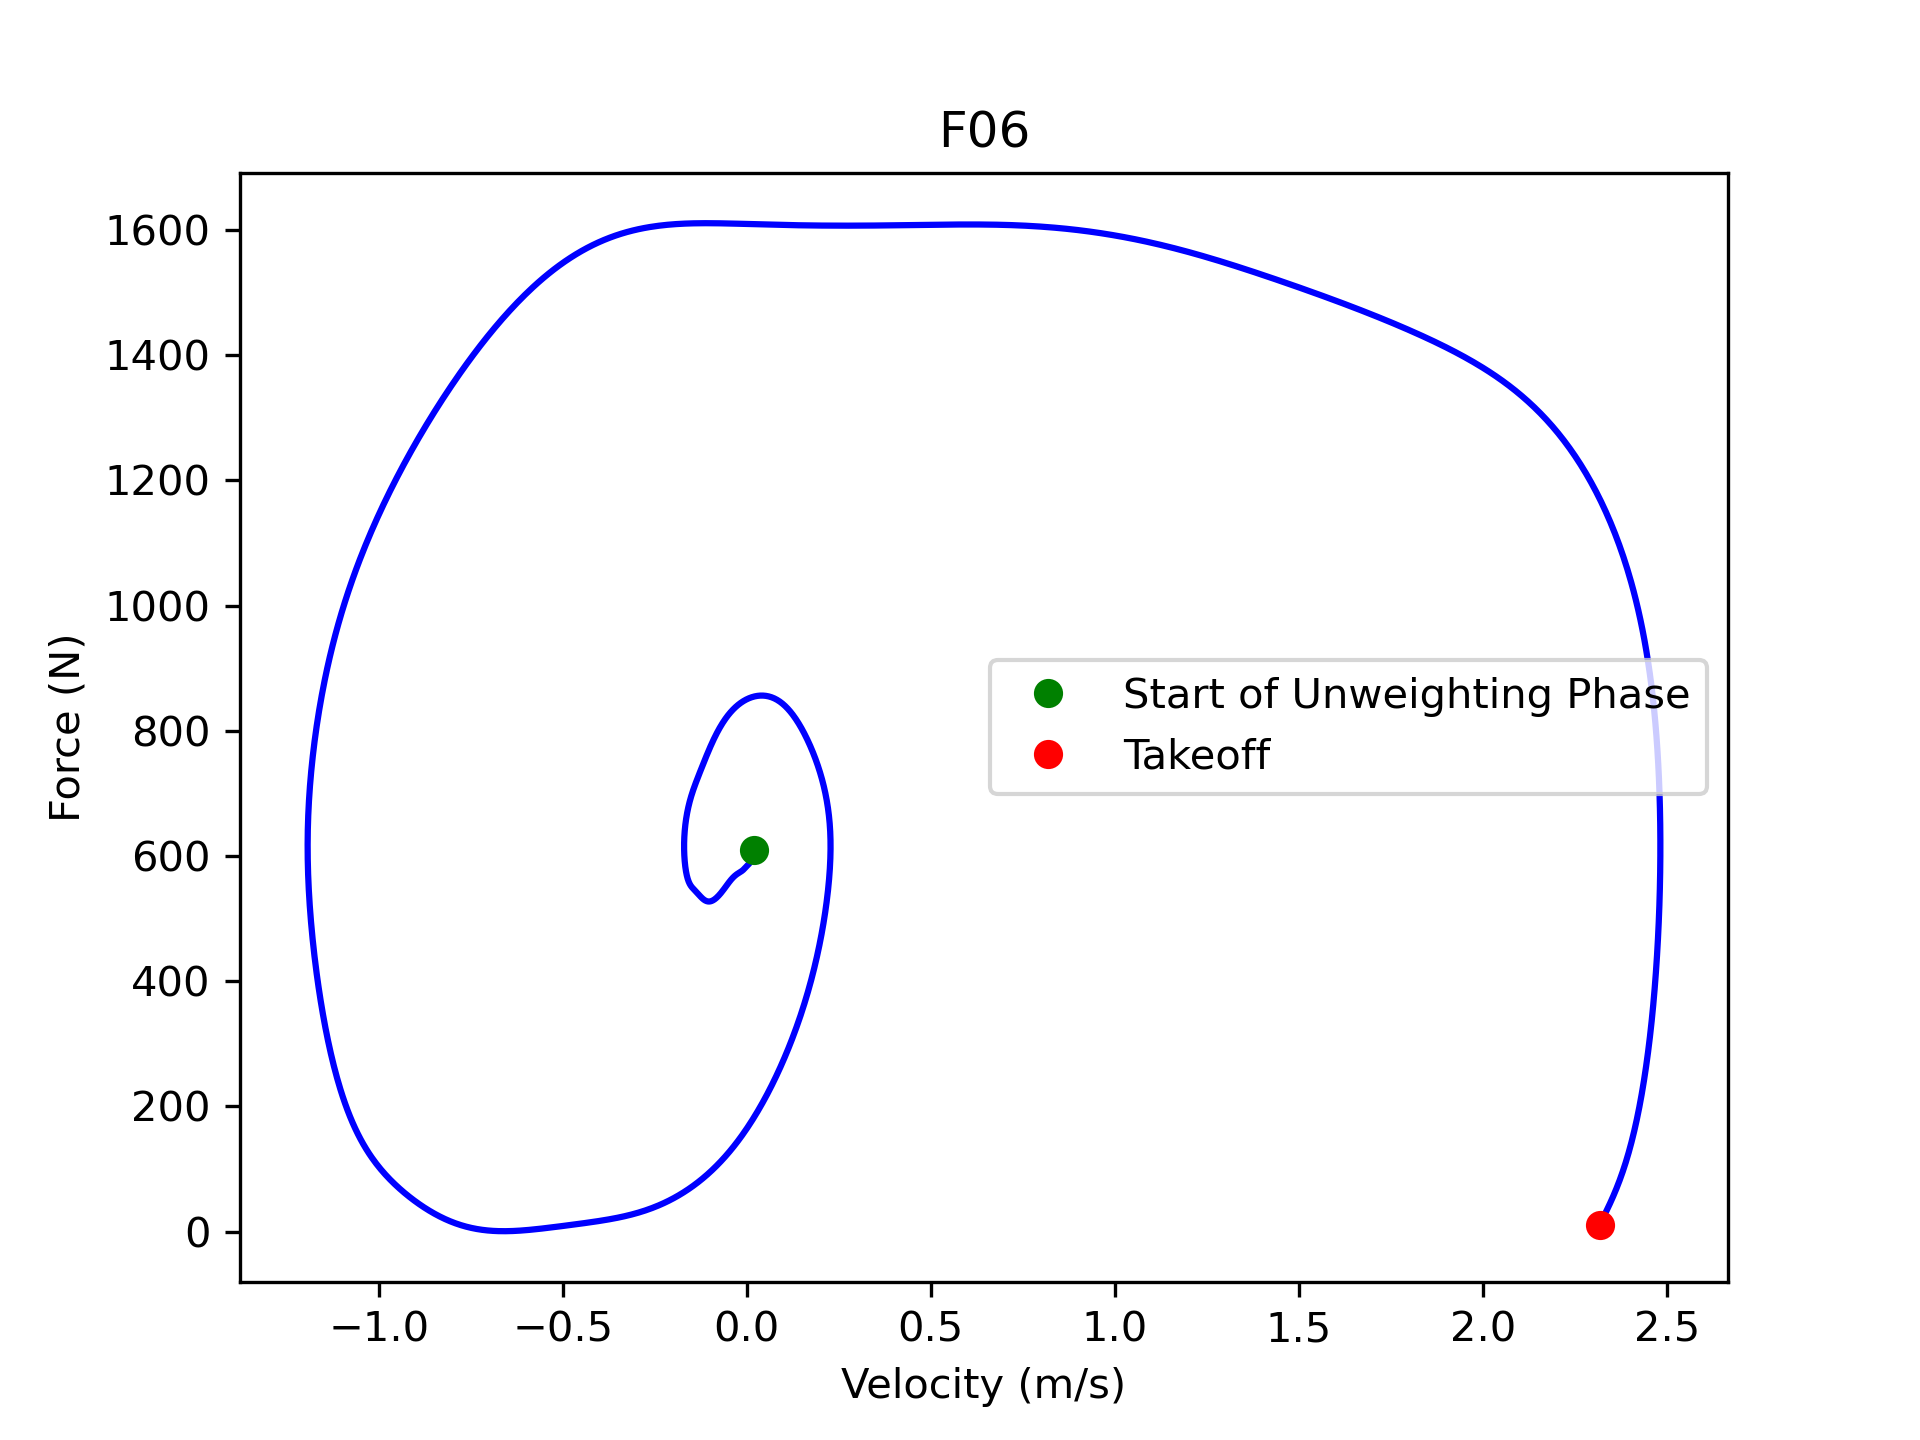 F06
1600
1400
1200
1000
800
600
400
200
0
Force (N)
Start of Unweighting Phase
Takeoff
−1.0 −0.5 0.0 0.5 1.0 1.5 2.0 2.5
Velocity (m/s)